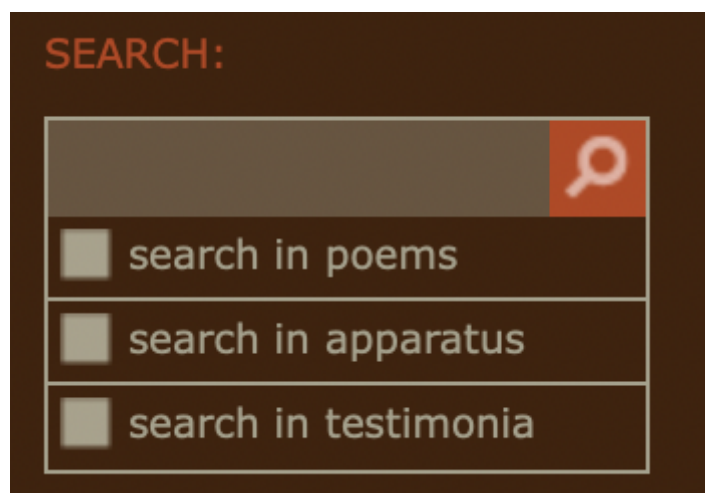 SEARCH:
search in poems
search in apparatus
search in testimonia